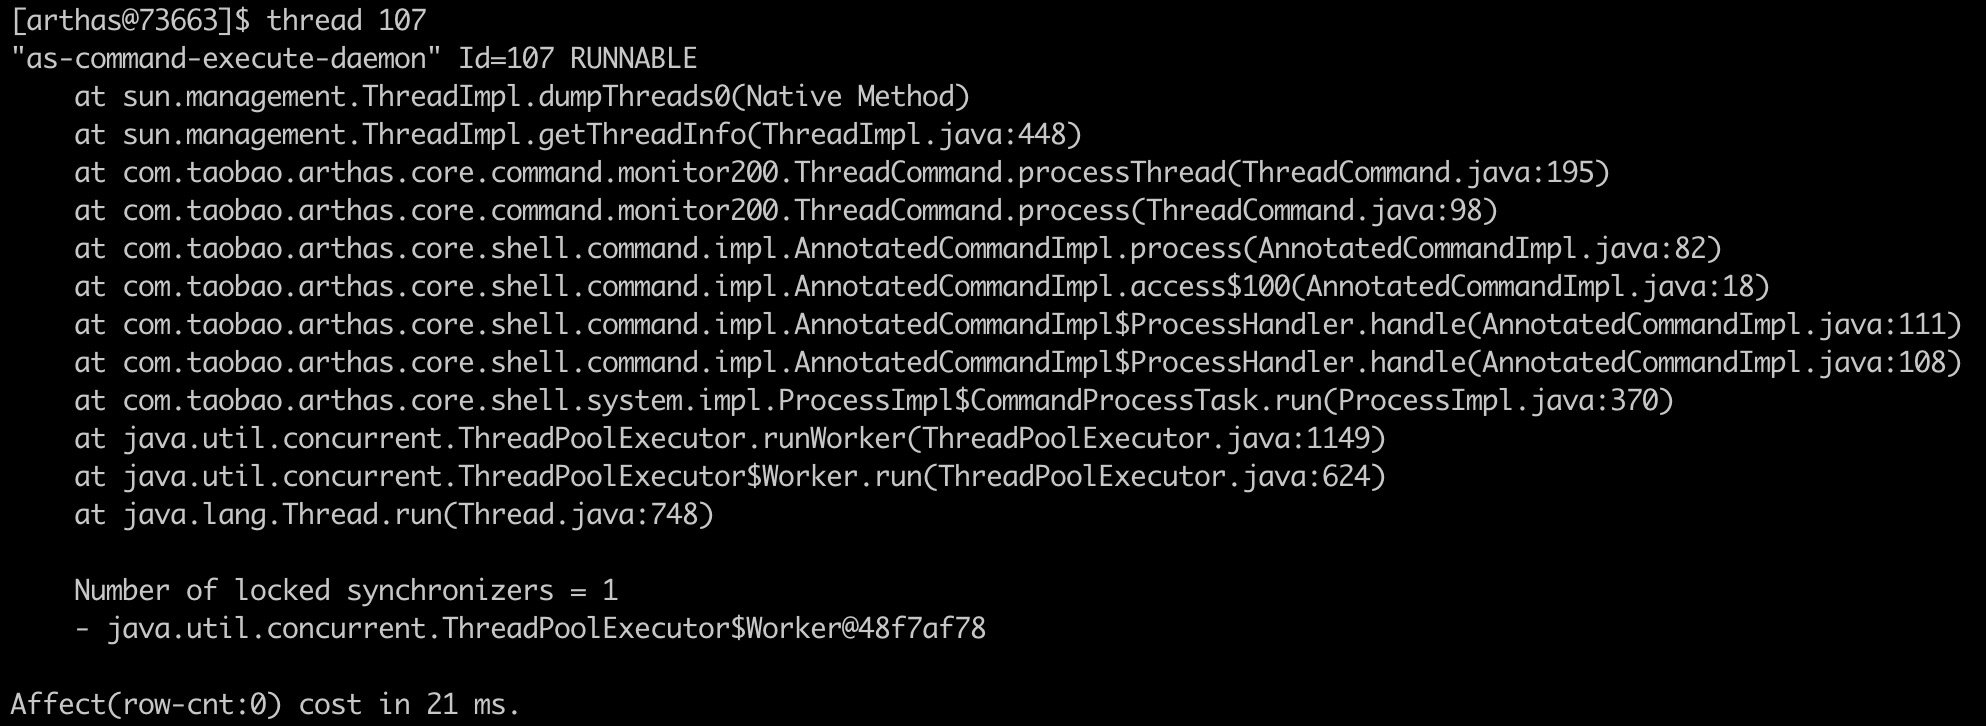 [arthas@73663]$ thread 107
"as-command-execute-daemon" Id=107 RUNNABLE
    at sun.management.ThreadImpl.dumpThreads0(Native Method)
    at sun.management.ThreadImpl.getThreadInfo(ThreadImpl.java:448)
    at com.taobao.arthas.core.command.monitor200.ThreadCommand.processThread(ThreadCommand.java:195)
    at com.taobao.arthas.core.command.monitor200.ThreadCommand.process(ThreadCommand.java:98)
    at com.taobao.arthas.core.shell.command.impl.AnnotatedCommandImpl.process(AnnotatedCommandImpl.java:82)
    at com.taobao.arthas.core.shell.command.impl.AnnotatedCommandImpl.access$100(AnnotatedCommandImpl.java:18)
    at com.taobao.arthas.core.shell.command.impl.AnnotatedCommandImpl$ProcessHandler.handle(AnnotatedCommandImpl.java:111)
    at com.taobao.arthas.core.shell.command.impl.AnnotatedCommandImpl$ProcessHandler.handle(AnnotatedCommandImpl.java:108)
    at com.taobao.arthas.core.shell.system.impl.ProcessImpl$CommandProcessTask.run(ProcessImpl.java:370)
    at java.util.concurrent.ThreadPoolExecutor.runWorker(ThreadPoolExecutor.java:1149)
    at java.util.concurrent.ThreadPoolExecutor$Worker.run(ThreadPoolExecutor.java:624)
    at java.lang.Thread.run(Thread.java:748)

    Number of locked synchronizers = 1
    - java.util.concurrent.ThreadPoolExecutor$Worker@48f7af78

Affect(row-cnt:0) cost in 21 ms.